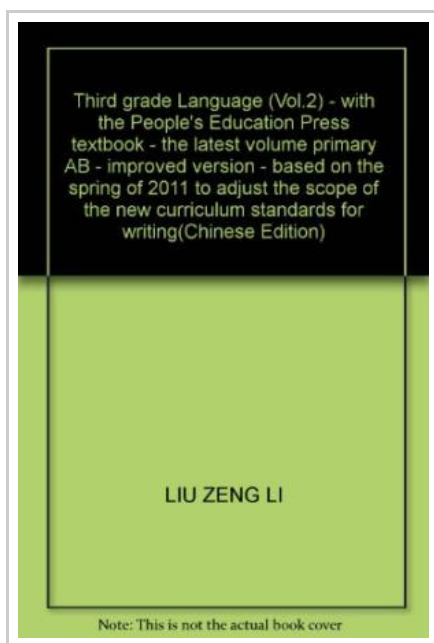 Third grade Language (Vol.2) - with
the People's Education Press
textbook - the latest volume primary
AB - improved version - based on the
spring of 2011 to adjust the scope of
the new curriculum standards for
writing(Chinese Edition)
LIU ZENG LI
Note: This is not the actual book cover